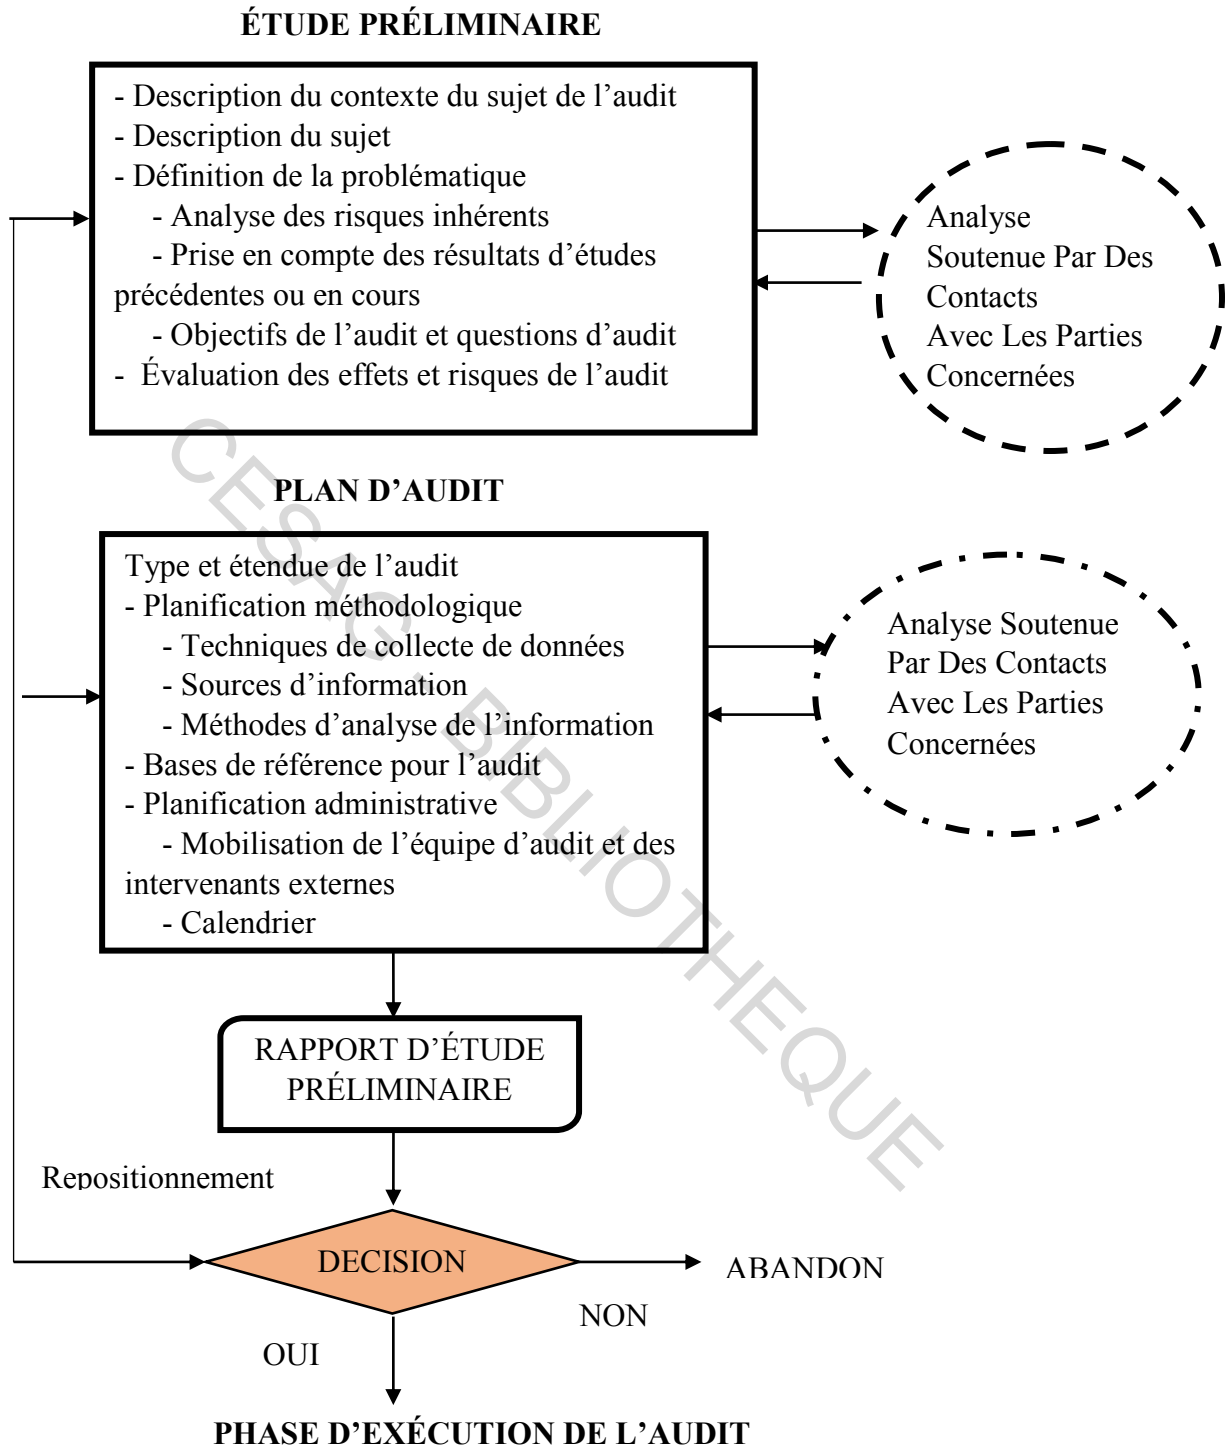 ÉTUDE PRÉLIMINAIRE
- Description du contexte du sujet de l’audit
- Description du sujet
- Définition de la problématique
- Analyse des risques inhérents
- Prise en compte des résultats d’études
précédentes ou en cours
- Objectifs de l’audit et questions d’audit
- Évaluation des effets et risques de l’audit
Analyse
Soutenue Par Des
Contacts
Avec Les Parties
Concernées
PLAN D’AUDIT
Type et étendue de l’audit
- Planification méthodologique
- Techniques de collecte de données
- Sources d’information
- Méthodes d’analyse de l’information
- Bases de référence pour l’audit
- Planification administrative
- Mobilisation de l’équipe d’audit et des
intervenants externes
- Calendrier
Analyse Soutenue
Par Des Contacts
Avec Les Parties
Concernées
RAPPORT D’ÉTUDE
PRÉLIMINAIRE
Repositionnement
DECISION
ABANDON
NON
OUI
PHASE D’EXÉCUTION DE L’AUDIT
CESAG - BIBLIOTHEQUE